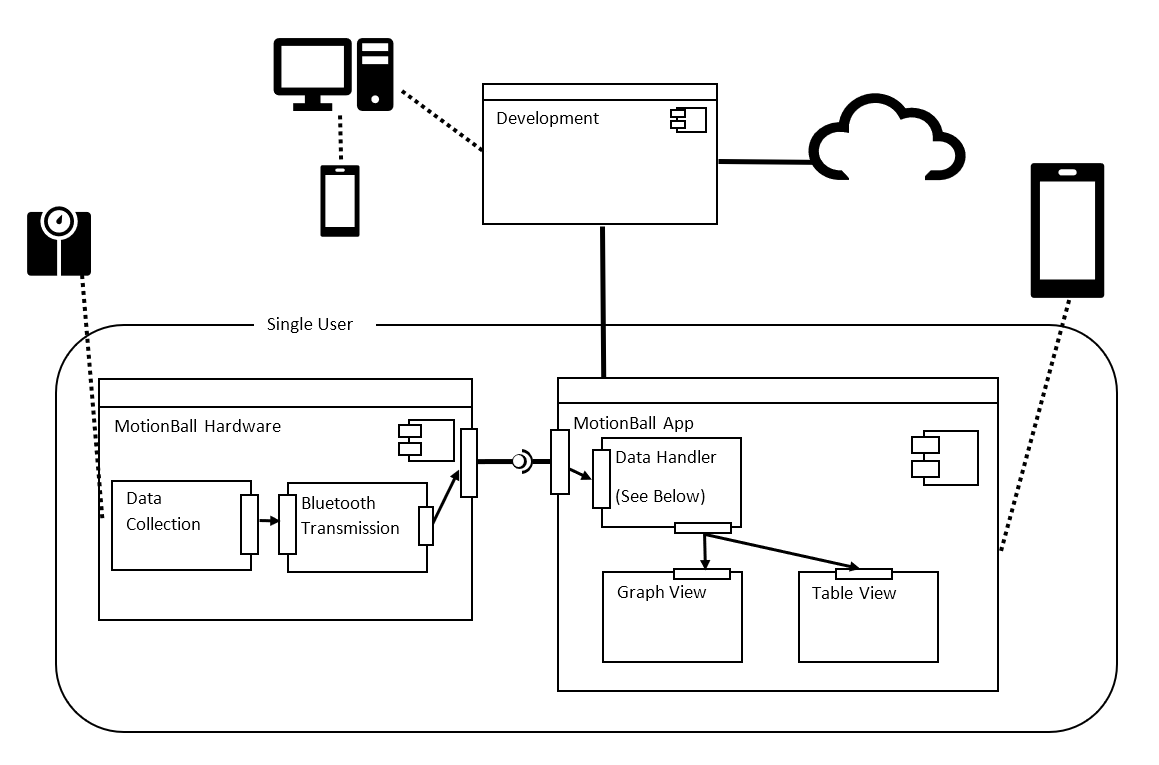 Development
Single User
MotionBall Hardware
Data
Collection
Bluetooth
Transmission
MotionBall App
Data Handler
(See Below)
Graph View
Table View